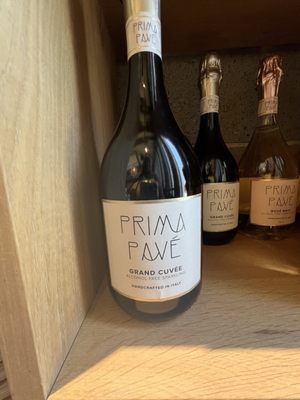 PRIMA
PAVÉ
PRIMA
PAVÉ
GRAND CUVÉE
ALCOHOL-FREE SPARKLING
HANDCRAFTED IN ITALY
PRIMA
PAVÉ
GRAND CUVÉE
PRIMA
PAVÉ